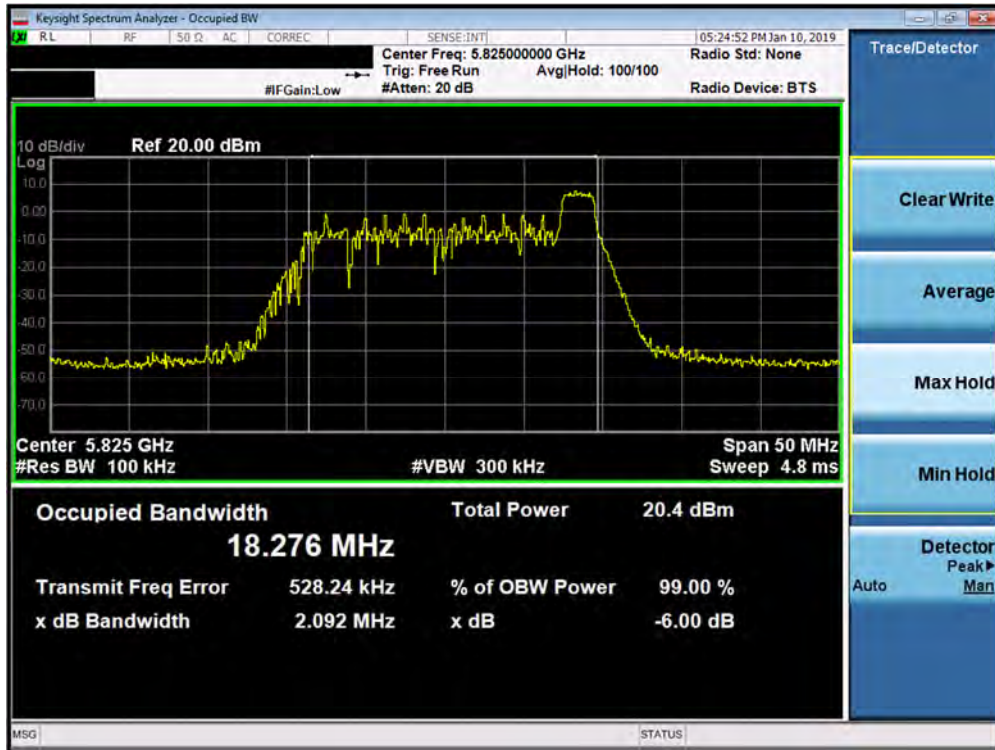 Keysight Spectrum Analyzer - Occupied BW
LXI RL RF 50 Ω AC CORREC SENSE:INT 05:24:52 PM Jan 10, 2019
Center Freq: 5.825000000 GHz Radio Std: None
Trig: Free Run Avg|Hold: 100/100
#IFGain:Low #Atten: 20 dB Radio Device: BTS
Trace/Detector
10 dB/div Ref 20.00 dBm
Log
10.0
0.00
-10.0
-20.0
-30.0
-40.0
-50.0
-60.0
-70.0
Center 5.825 GHz Span 50 MHz
#Res BW 100 kHz #VBW 300 kHz Sweep 4.8 ms
Occupied Bandwidth Total Power 20.4 dBm
18.276 MHz
Transmit Freq Error 528.24 kHz % of OBW Power 99.00 %
x dB Bandwidth 2.092 MHz x dB -6.00 dB
Clear Write
Average
Max Hold
Min Hold
Detector
Peak▶
Auto Man
MSG STATUS